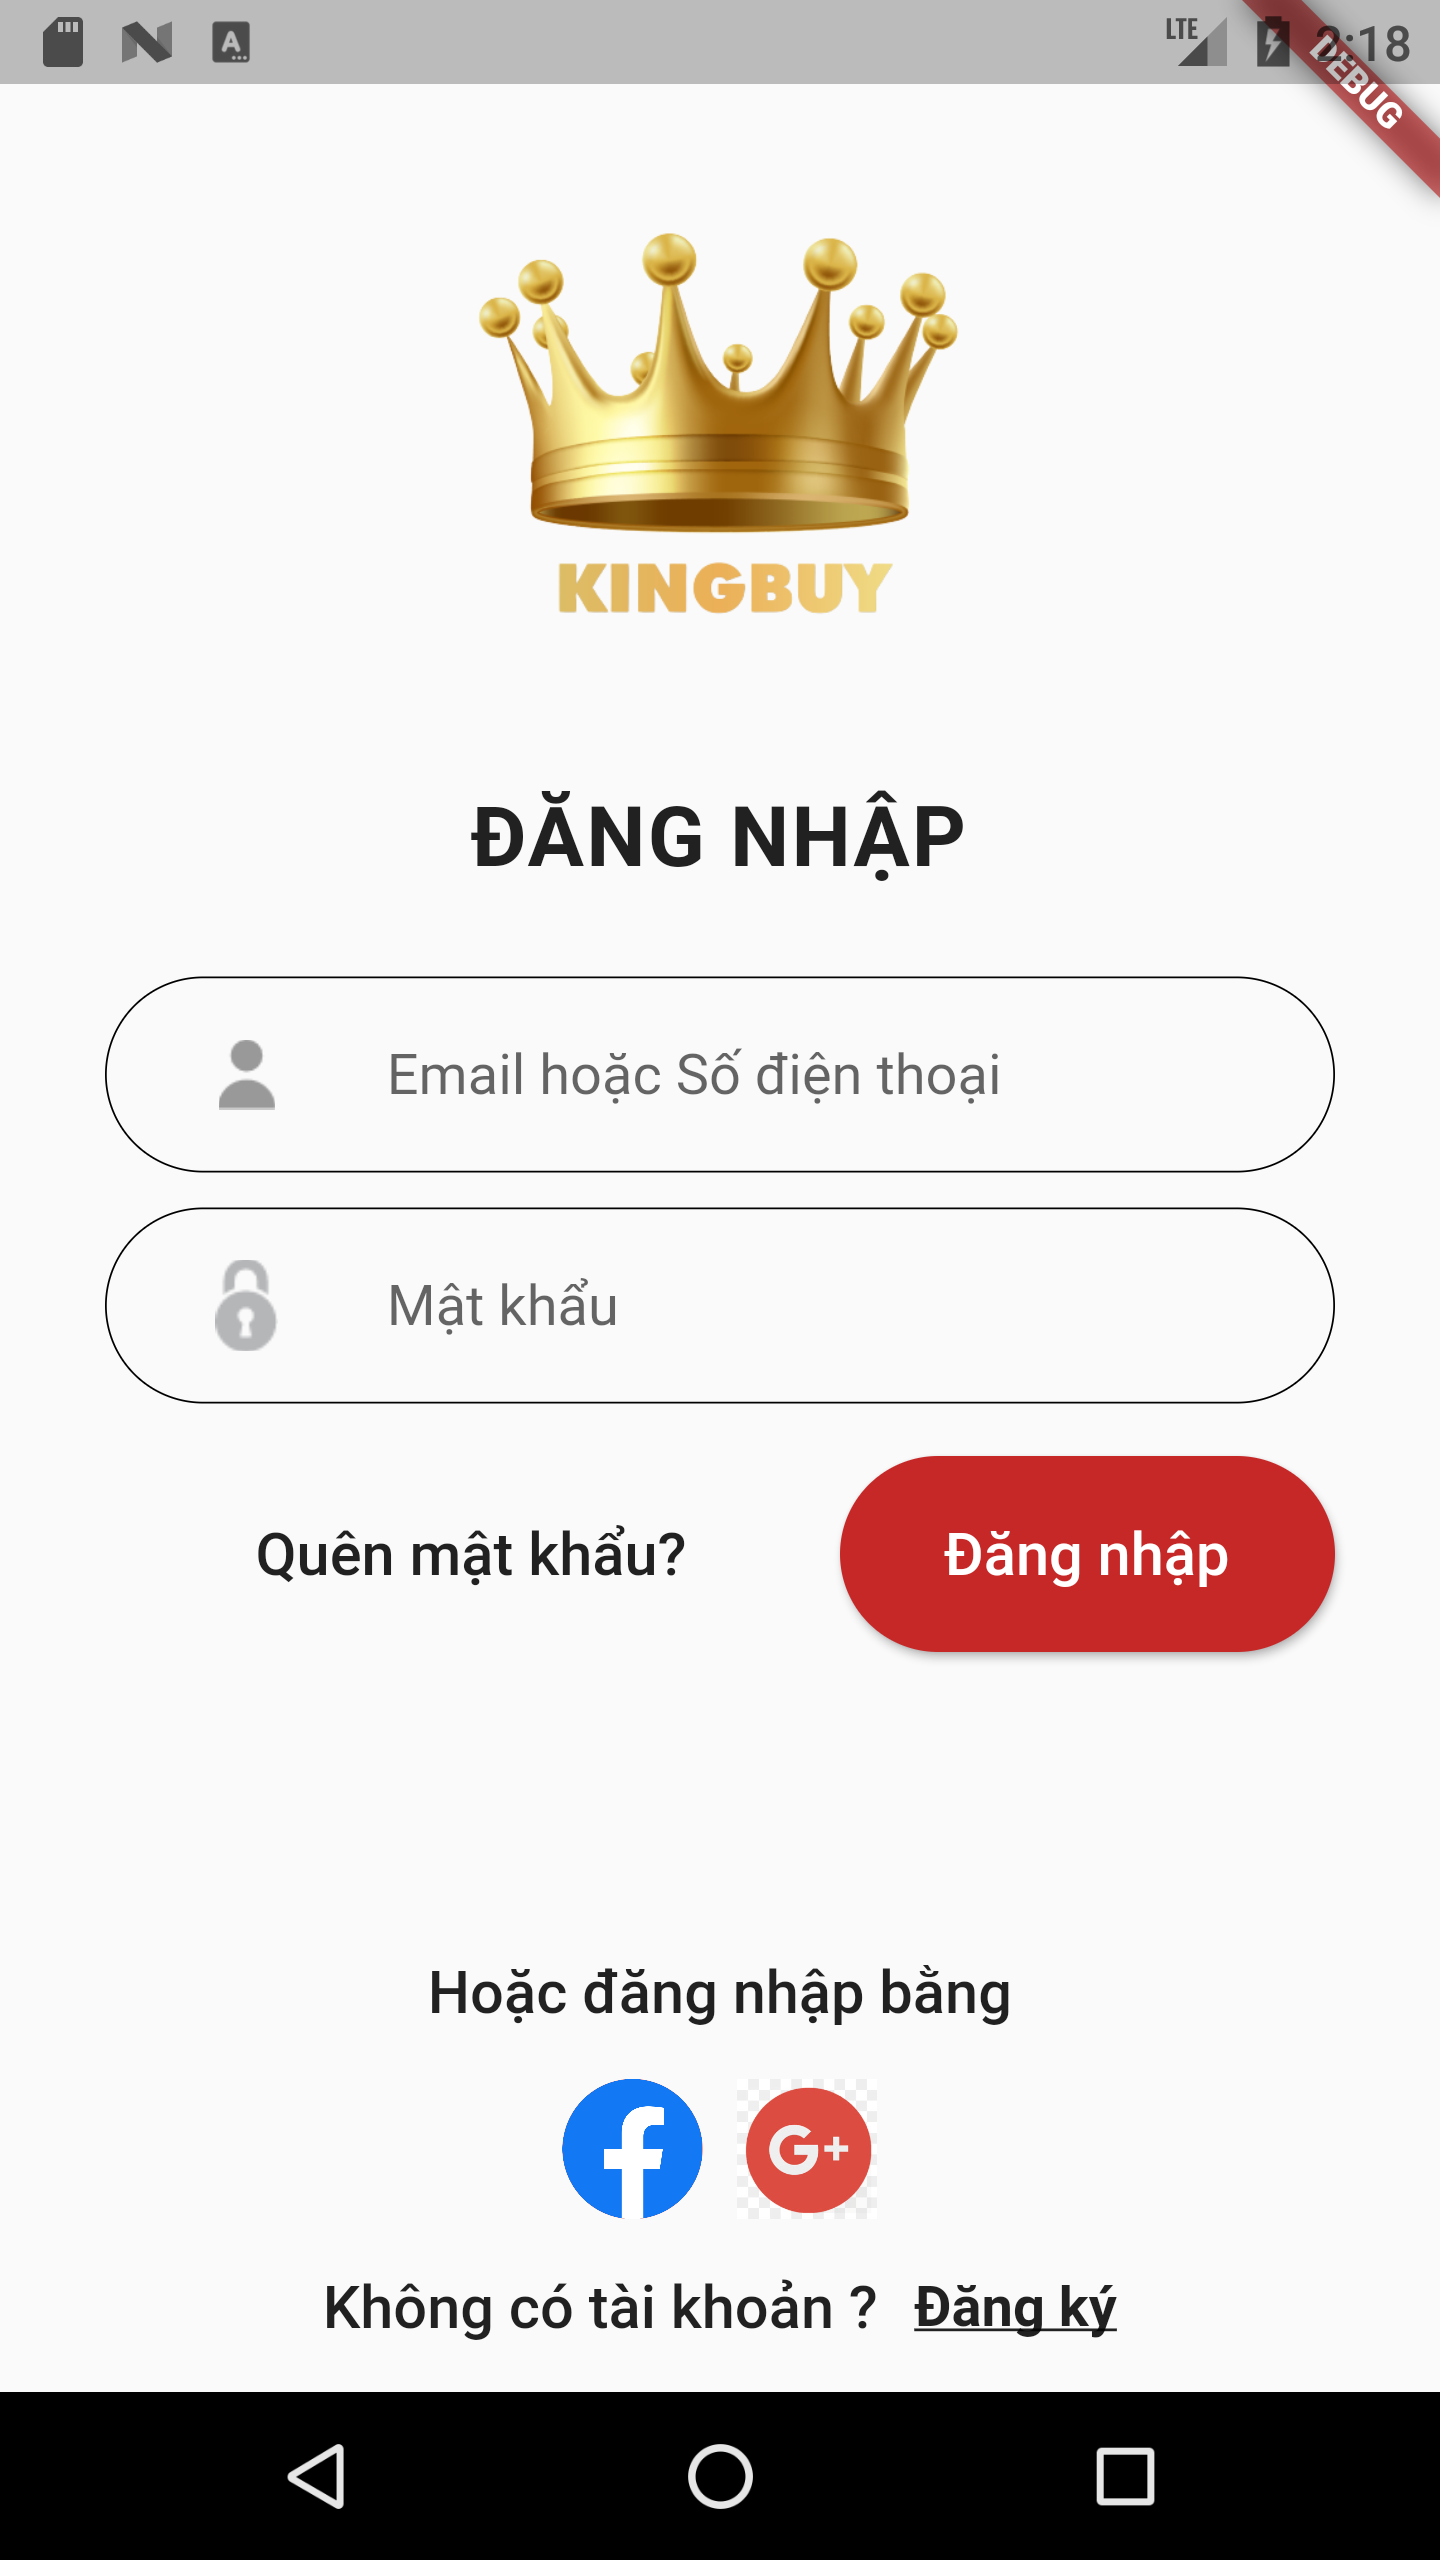 LTE 2:18
DEBUG
KINGBUY
ĐĂNG NHẬP
Email hoặc Số điện thoại
Mật khẩu
Quên mật khẩu?
Đăng nhập
Hoặc đăng nhập bằng
G+
Không có tài khoản ? Đăng ký